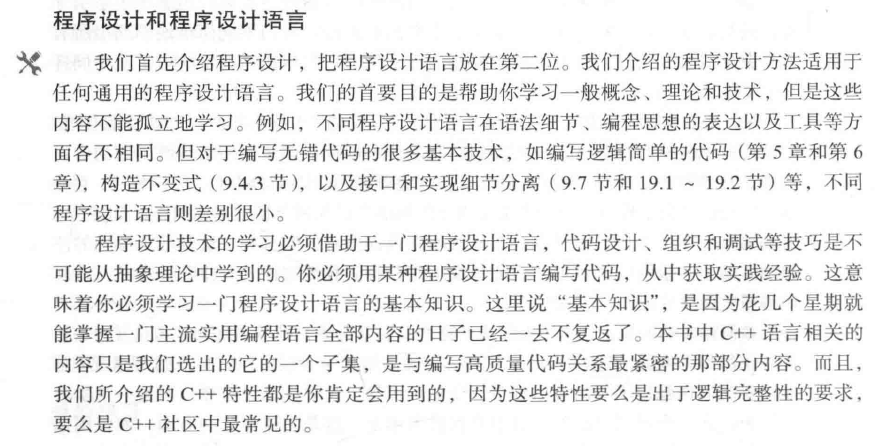 程序设计和程序设计语言
我们首先介绍程序设计，把程序设计语言放在第二位。我们介绍的程序设计方法适用于
任何通用的程序设计语言。我们的首要目的是帮助你学习一般概念、理论和技术，但是这些
内容不能孤立地学习。例如，不同程序设计语言在语法细节、编程思想的表达以及工具等方
面各不相同。但对于编写无错代码的很多基本技术，如编写逻辑简单的代码（第 5 章和第 6
章），构造不变式（9.4.3 节），以及接口和实现细节分离（9.7 节和 19.1 ~ 19.2 节）等，不同
程序设计语言则差别很小。
程序设计技术的学习必须借助于一门程序设计语言，代码设计、组织和调试等技巧是不
可能从抽象理论中学到的。你必须用某种程序设计语言编写代码，从中获取实践经验。这意
味着你必须学习一门程序设计语言的基本知识。这里说“基本知识”，是因为花几个星期就
能掌握一门主流实用编程语言全部内容的日子已经一去不复返了。本书中 C++ 语言相关的
内容只是我们选出的它的一个子集，是与编写高质量代码关系最紧密的那部分内容。而且，
我们所介绍的 C++ 特性都是你肯定会用到的，因为这些特性要么是出于逻辑完整性的要求，
要么是 C++ 社区中最常见的。